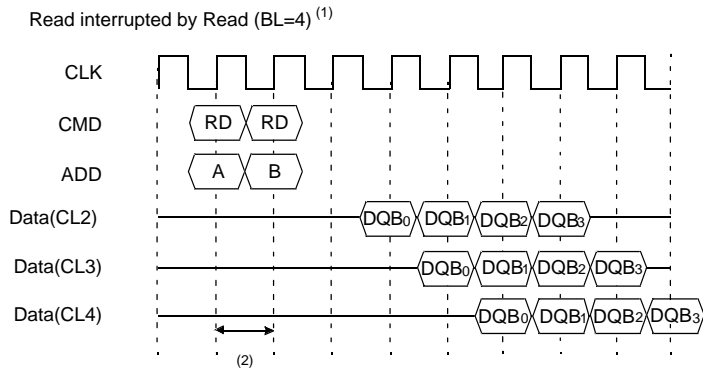 Read interrupted by Read (BL=4) (1)
CLK
CMD RD RD
ADD A B
Data(CL2) DQB0 DQB1 DQB2 DQB3
Data(CL3) DQB0 DQB1 DQB2 DQB3
Data(CL4) DQB0 DQB1 DQB2 DQB3
(2)